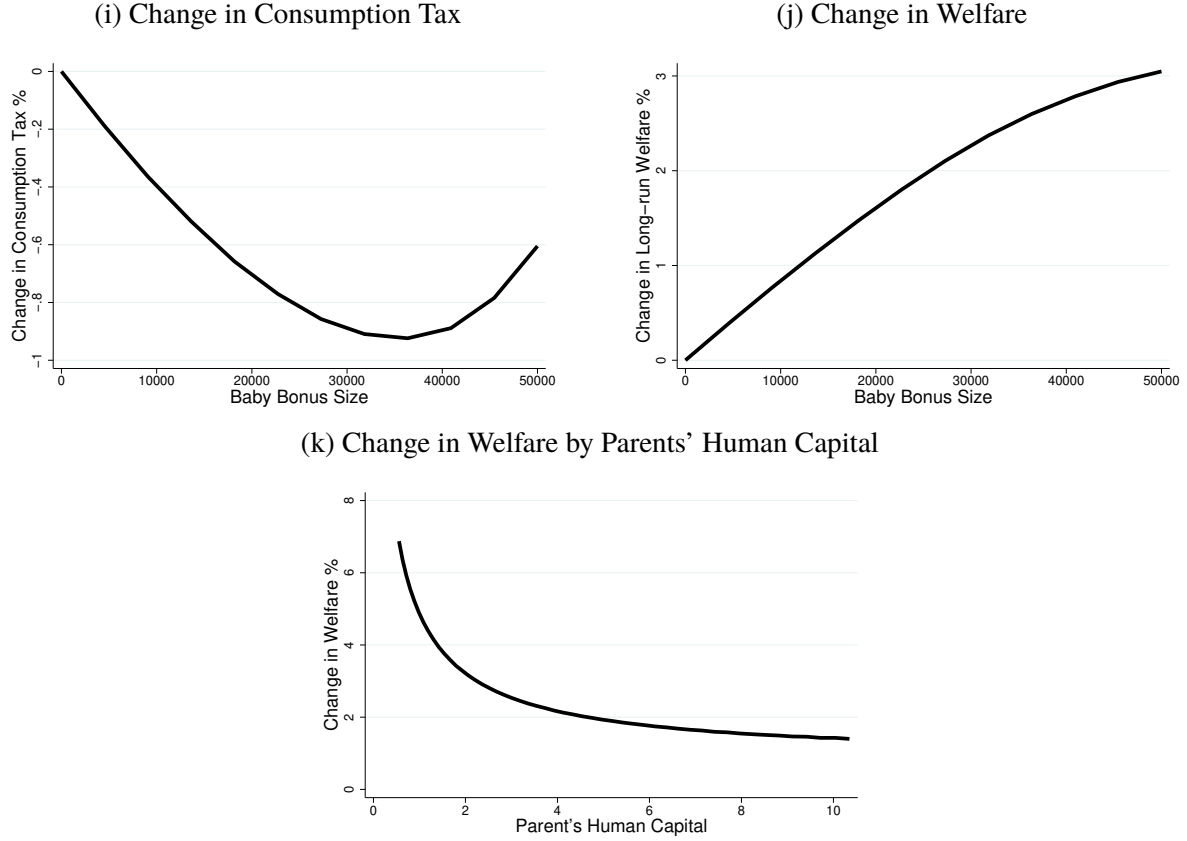 (i) Change in Consumption Tax
Change in Consumption Tax %
0
−.2
−.4
−.6
−.8
−1
0 10000 20000 30000 40000 50000
Baby Bonus Size
(j) Change in Welfare
Change in Long−run Welfare %
3
2
1
0
0 10000 20000 30000 40000 50000
Baby Bonus Size
(k) Change in Welfare by Parents’ Human Capital
Change in Welfare %
8
6
4
2
0
0 2 4 6 8 10
Parent’s Human Capital